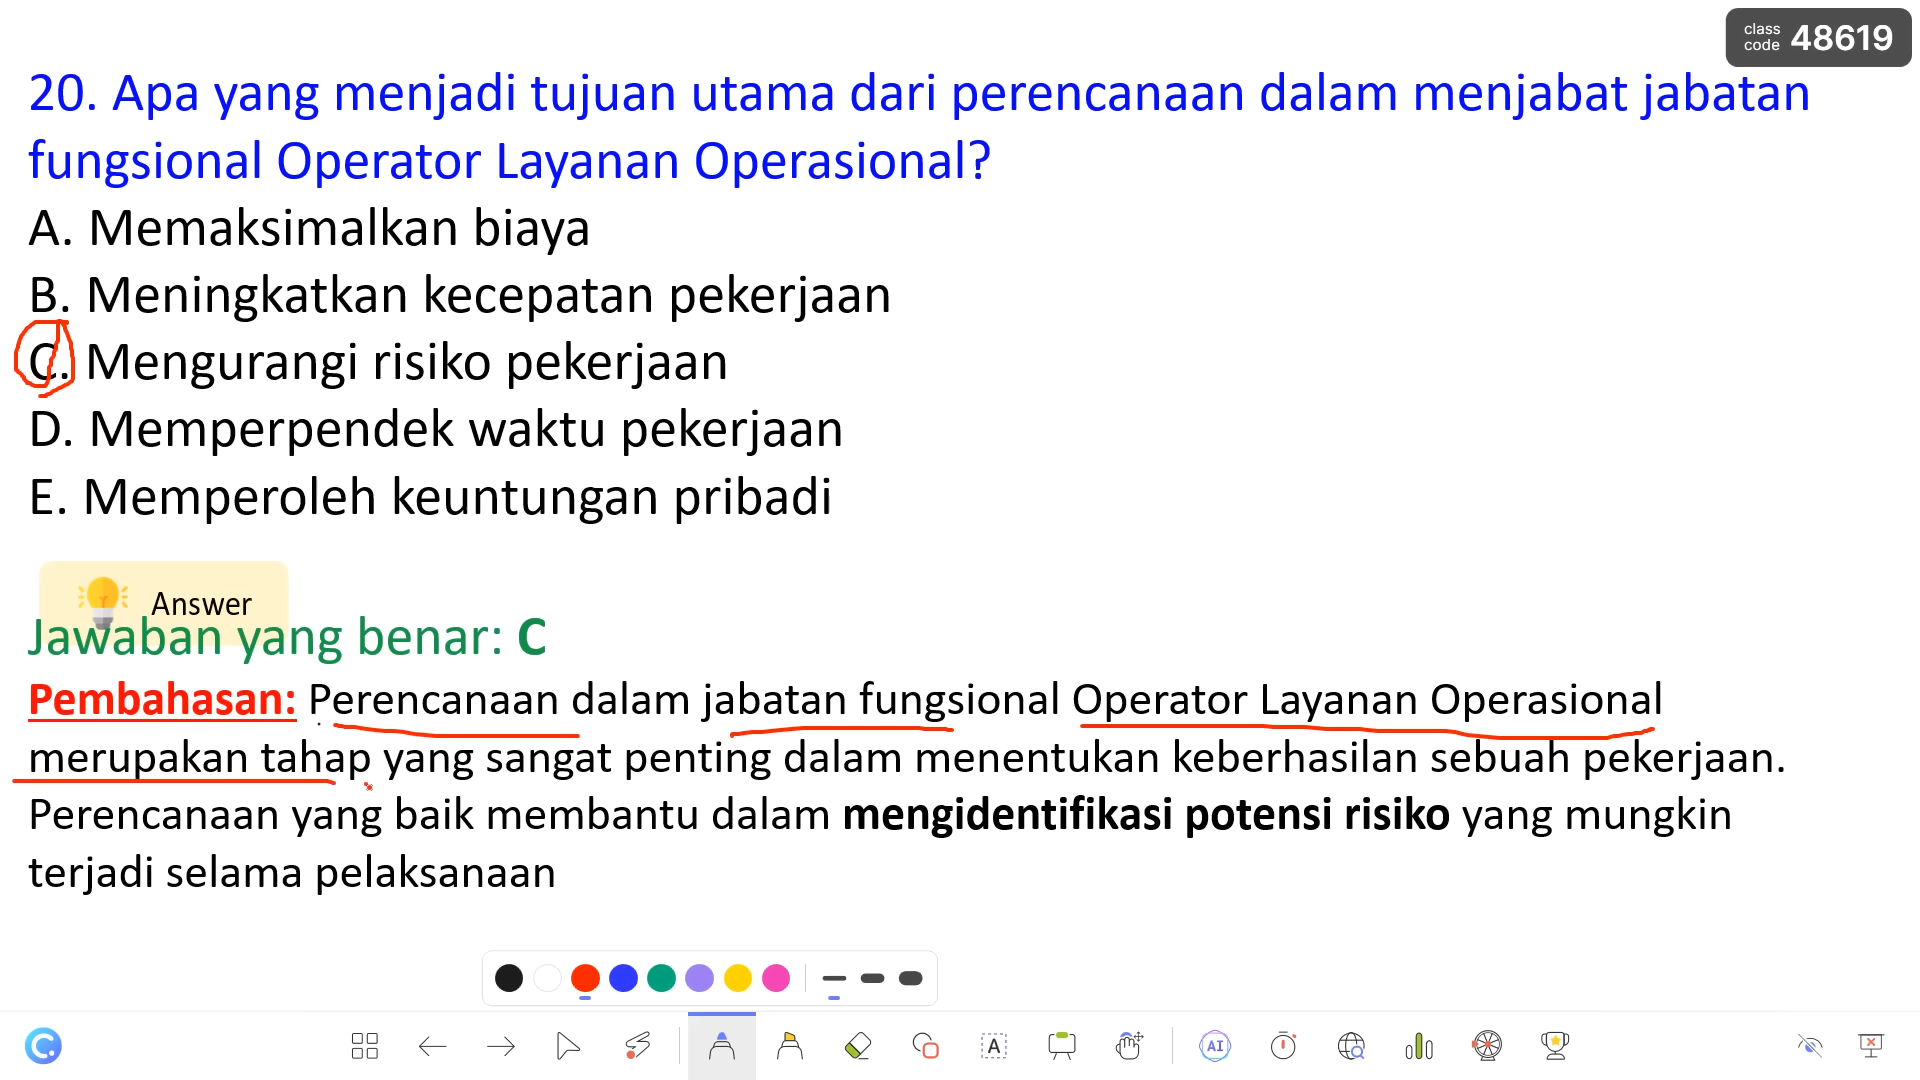 class
code 48619
20. Apa yang menjadi tujuan utama dari perencanaan dalam menjabat jabatan
fungsional Operator Layanan Operasional?
A. Memaksimalkan biaya
B. Meningkatkan kecepatan pekerjaan
C. Mengurangi risiko pekerjaan
D. Memperpendek waktu pekerjaan
E. Memperoleh keuntungan pribadi
Answer
Jawaban yang benar: C
Pembahasan: Perencanaan dalam jabatan fungsional Operator Layanan Operasional
merupakan tahap yang sangat penting dalam menentukan keberhasilan sebuah pekerjaan.
Perencanaan yang baik membantu dalam mengidentifikasi potensi risiko yang mungkin
terjadi selama pelaksanaan
A
AI